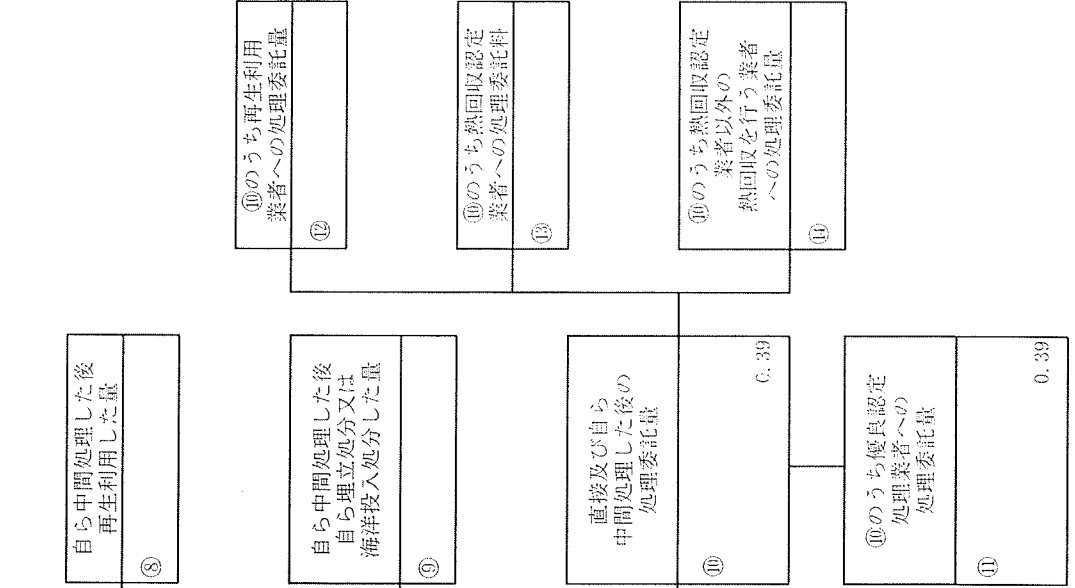 自ら中間処理した後
再生利用した量
⑧
自ら中間処理した後
自ら埋立処分又は
海洋投入処分した量
⑨
直接及び自ら
中間処理した後の
処理委託量
⑩
0.39
⑩のうち優良認定
処理業者への
処理委託量
⑪
0.39
⑩のうち再生利用
業者への処理委託量
⑫
⑩のうち熱回収認定
業者への処理委託料
⑬
⑩のうち熱回収認定
業者以外の
熱回収を行う業者
への処理委託量
⑭